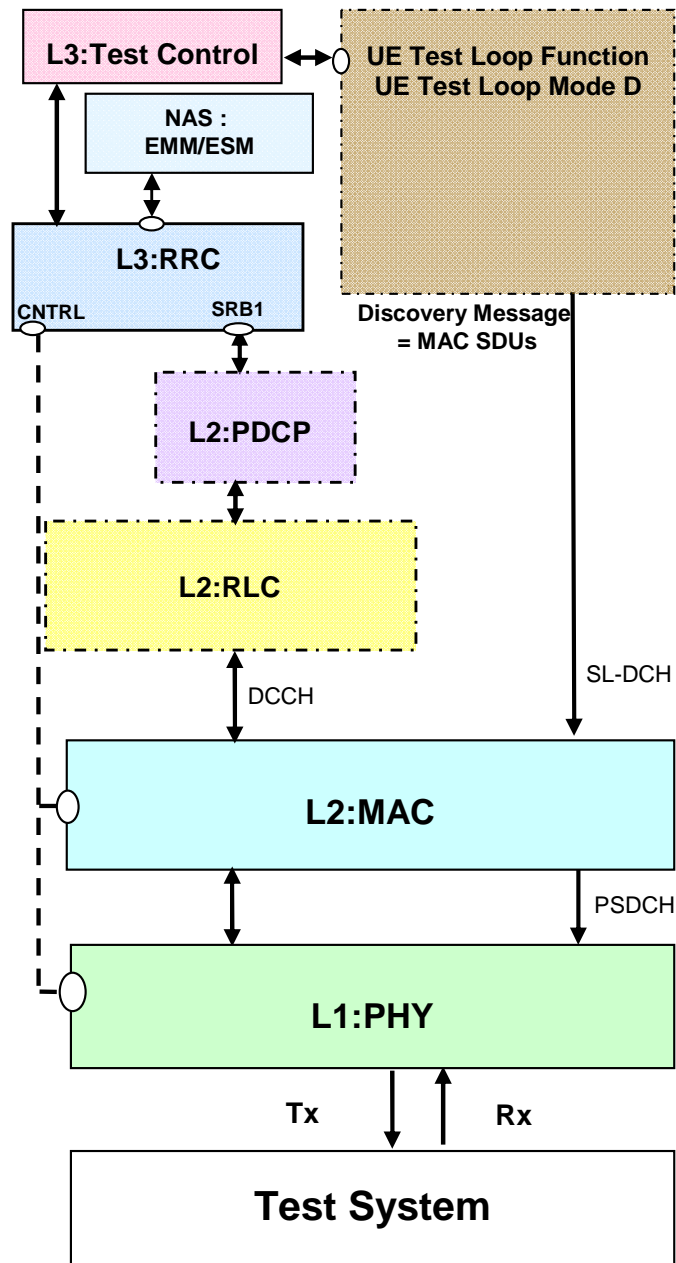 L3:Test Control
UE Test Loop Function
UE Test Loop Mode D
NAS :
EMM/ESM
L3:RRC
CNTRL
SRB1
Discovery Message
= MAC SDUs
L2:PDCP
L2:RLC
DCCH
SL-DCH
L2:MAC
PSDCH
L1:PHY
Tx
Rx
Test System